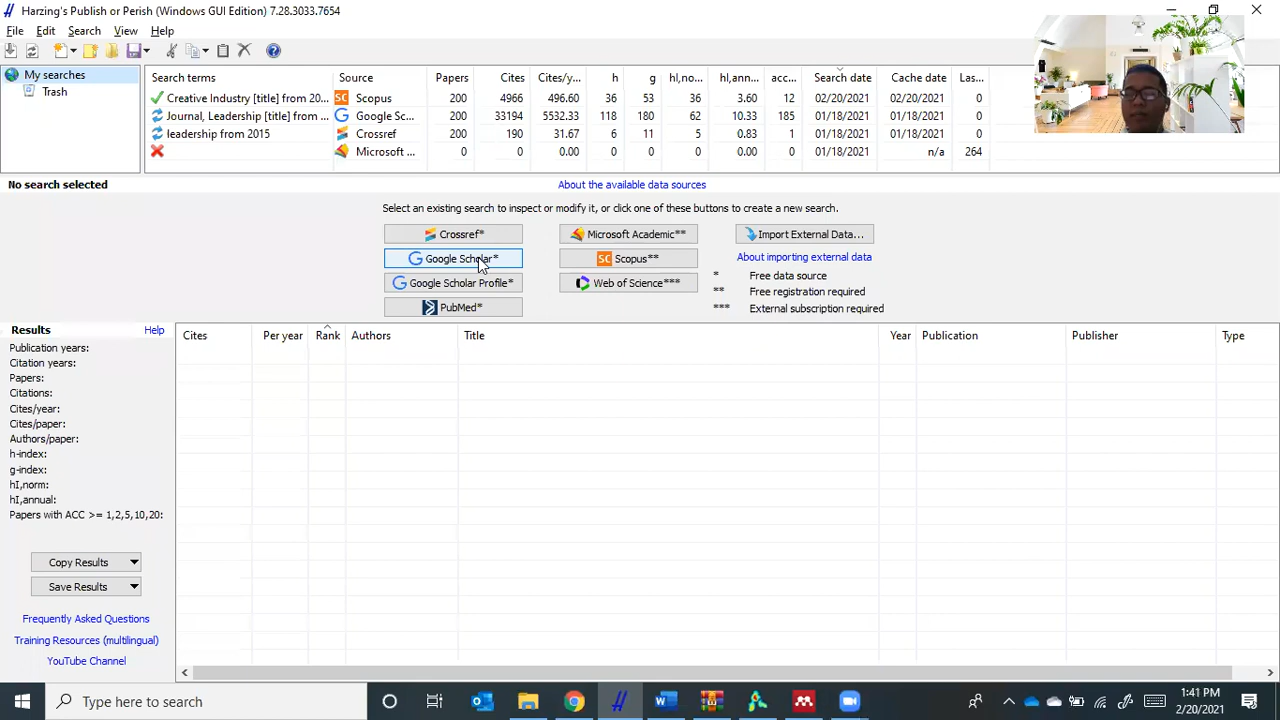 Harzing's Publish or Perish (Windows GUI Edition) 7.28.3033.7654
File Edit Search View Help
My searches
Trash
Search terms Source Papers Cites Cites/y... h g hI,no... hI,ann... acc... Search date Cache date Las...
Creative Industry [title] from 20... Scopus 200 4966 496.60 36 53 36 3.60 12 02/20/2021 02/20/2021 0
Journal, Leadership [title] from ... Google Sc... 200 33194 5532.33 118 180 62 10.33 185 01/18/2021 01/18/2021 0
leadership from 2015 Crossref 200 190 31.67 6 11 5 0.83 1 01/18/2021 01/18/2021 0
Microsoft ... 0 0 0.00 0 0 0 0.00 0 01/18/2021 n/a 264
No search selected
About the available data sources
Select an existing search to inspect or modify it, or click one of these buttons to create a new search.
Crossref* Microsoft Academic** Import External Data...
Google Scholar* Scopus** About importing external data
Google Scholar Profile* Web of Science***
PubMed*
* Free data source
** Free registration required
*** External subscription required
Results Help
Cites Per year Rank Authors Title Year Publication Publisher Type
Publication years:
Citation years:
Papers:
Citations:
Cites/year:
Cites/paper:
Authors/paper:
h-index:
g-index:
hI,norm:
hI,annual:
Papers with ACC >= 1,2,5,10,20:
Copy Results
Save Results
Frequently Asked Questions
Training Resources (multilingual)
YouTube Channel
Type here to search
1:41 PM
2/20/2021